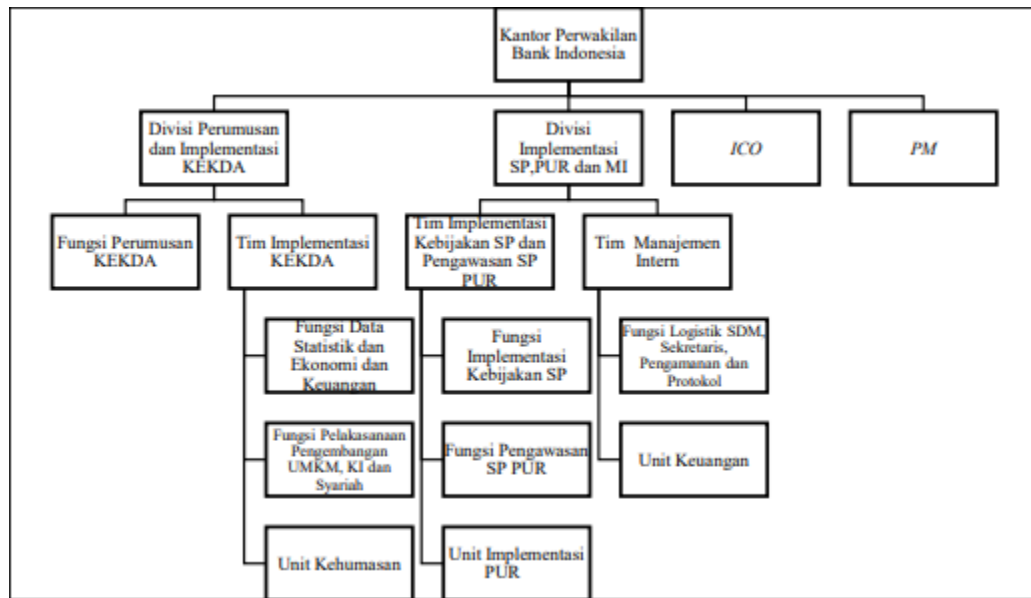 Kantor Perwakilan
Bank Indonesia
Divisi Perumusan
dan Implementasi
KEKDA
Divisi
Implementasi
SP,PUR dan MI
ICO
PM
Fungsi Perumusan
KEKDA
Tim Implementasi
KEKDA
Tim Implementasi
Kebijakan SP dan
Pengawasan SP
PUR
Tim Manajemen
Intern
Fungsi Data
Statistik dan
Ekonomi dan
Keuangan
Fungsi
Implementasi
Kebijakan SP
Fungsi Logistik SDM,
Sekretaris,
Pengamanan dan
Protokol
Fungsi Pelakasanaan
Pengembangan
UMKM, KI dan
Syariah
Fungsi Pengawasan
SP PUR
Unit Keuangan
Unit Kehumasan
Unit Implementasi
PUR